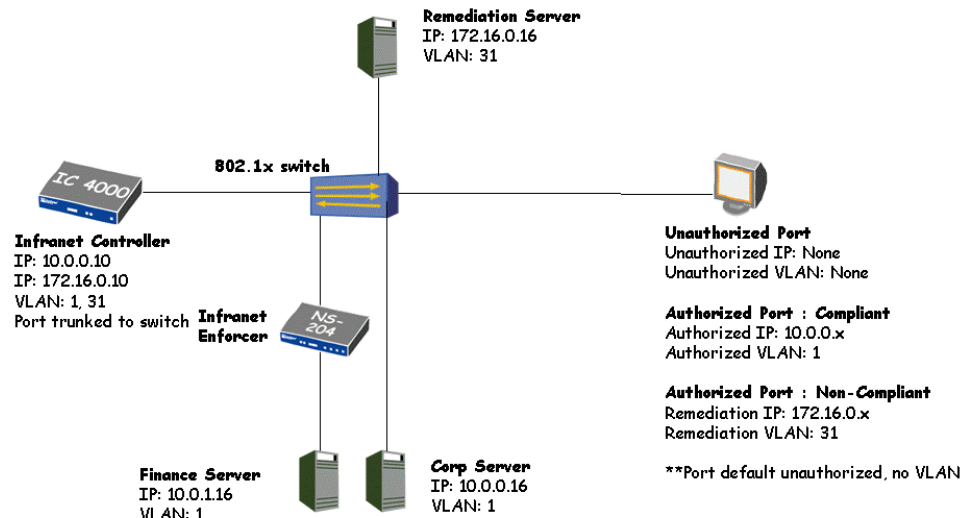 Remediation Server
IP: 172.16.0.16
VLAN: 31
802.1x switch
IC 4000
Infranet Controller
IP: 10.0.0.10
IP: 172.16.0.10
VLAN: 1, 31
Port trunked to switch
Infranet
Enforcer
NS-
204
Unauthorized Port
Unauthorized IP: None
Unauthorized VLAN: None
Authorized Port : Compliant
Authorized IP: 10.0.0.x
Authorized VLAN: 1
Authorized Port : Non-Compliant
Remediation IP: 172.16.0.x
Remediation VLAN: 31
**Port default unauthorized, no VLAN
Finance Server
IP: 10.0.1.16
VLAN: 1
Corp Server
IP: 10.0.0.16
VLAN: 1